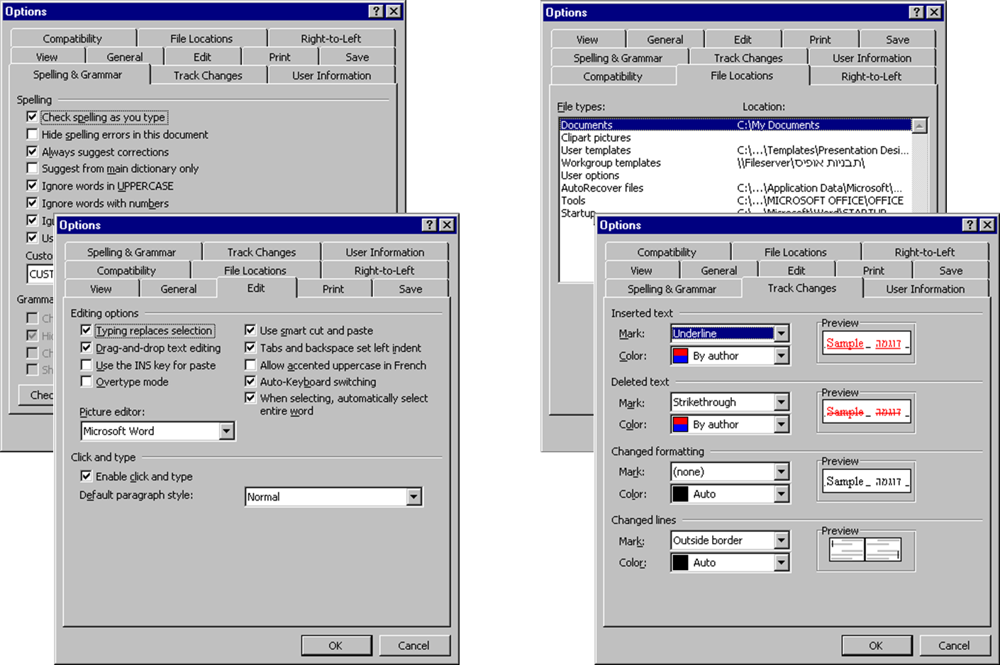 Options
Compatibility File Locations Right-to-Left
View General Edit Print Save
Spelling & Grammar Track Changes User Information
Spelling
Check spelling as you type
Hide spelling errors in this document
Always suggest corrections
Suggest from main dictionary only
Ignore words in UPPERCASE
Ignore words with numbers
Custo
CUST
Gramma
Chec
Options
Spelling & Grammar Track Changes User Information
Compatibility File Locations Right-to-Left
View General Edit Print Save
Editing options
Typing replaces selection
Drag-and-drop text editing
Use the INS key for paste
Overtype mode
Use smart cut and paste
Tabs and backspace set left indent
Allow accented uppercase in French
Auto-Keyboard switching
When selecting, automatically select
entire word
Picture editor:
Microsoft Word
Click and type
Enable click and type
Default paragraph style: Normal
OK Cancel
Options
View General Edit Print Save
Spelling & Grammar Track Changes User Information
Compatibility File Locations Right-to-Left
File types: Location:
Documents C:\My Documents
Clipart pictures
User templates C:\...\Templates\Presentation Desi...
Workgroup templates \\Fileserver\תבניות אופיס\
User options
AutoRecover files C:\...\Application Data\Microsoft\...
Tools C:\...\MICROSOFT OFFICE\OFFICE
Startup C:\...\Microsoft\Word\STARTUP
Options
Compatibility File Locations Right-to-Left
View General Edit Print Save
Spelling & Grammar Track Changes User Information
Inserted text
Mark: Underline
Color: By author
Preview
Sample דוגמה
Deleted text
Mark: Strikethrough
Color: By author
Preview
Sample דוגמה
Changed formatting
Mark: (none)
Color: Auto
Preview
Sample דוגמה
Changed lines
Mark: Outside border
Color: Auto
Preview
OK Cancel